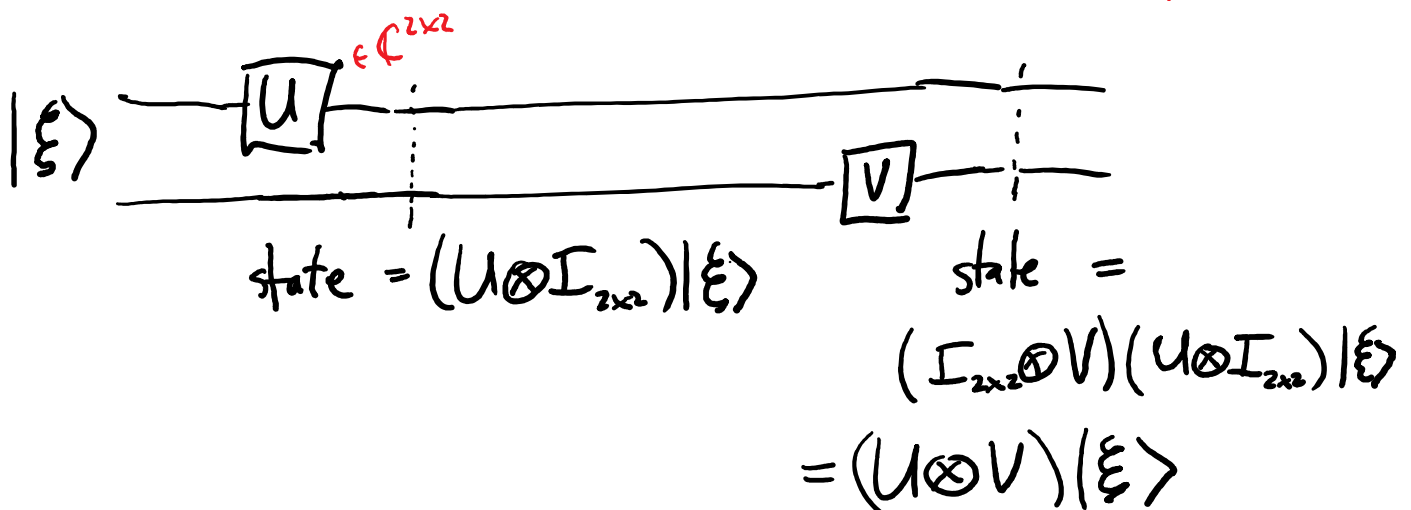 ∈ ℂ^{2×2}
|ξ⟩ U
V
state = (U⊗I_{2×2})|ξ⟩ state =
(I_{2×2}⊗V)(U⊗I_{2×2})|ξ⟩
= (U⊗V)|ξ⟩